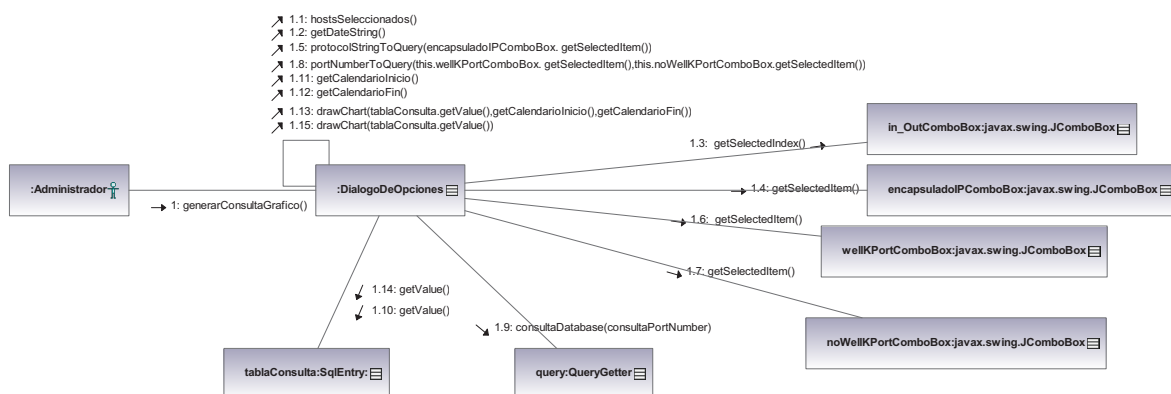 1.1: hostsSeleccionados()
1.2: getDateString()
1.5: protocolStringToQuery(encapsuladoIPComboBox. getSelectedItem())
1.8: portNumberToQuery(this.wellKPortComboBox. getSelectedItem(),this.noWellKPortComboBox.getSelectedItem())
1.11: getCalendarioInicio()
1.12: getCalendarioFin()
1.13: drawChart(tablaConsulta.getValue(),getCalendarioInicio(),getCalendarioFin())
1.15: drawChart(tablaConsulta.getValue())
in_OutComboBox:javax.swing.JComboBox
1.3: getSelectedIndex()
:Administrador
:DialogoDeOpciones
1.4: getSelectedItem()
encapsuladoIPComboBox:javax.swing.JComboBox
1: generarConsultaGrafico()
1.6: getSelectedItem()
wellKPortComboBox:javax.swing.JComboBox
1.7: getSelectedItem()
1.14: getValue()
1.10: getValue()
1.9: consultaDatabase(consultaPortNumber)
noWellKPortComboBox:javax.swing.JComboBox
tablaConsulta:SqlEntry:
query:QueryGetter